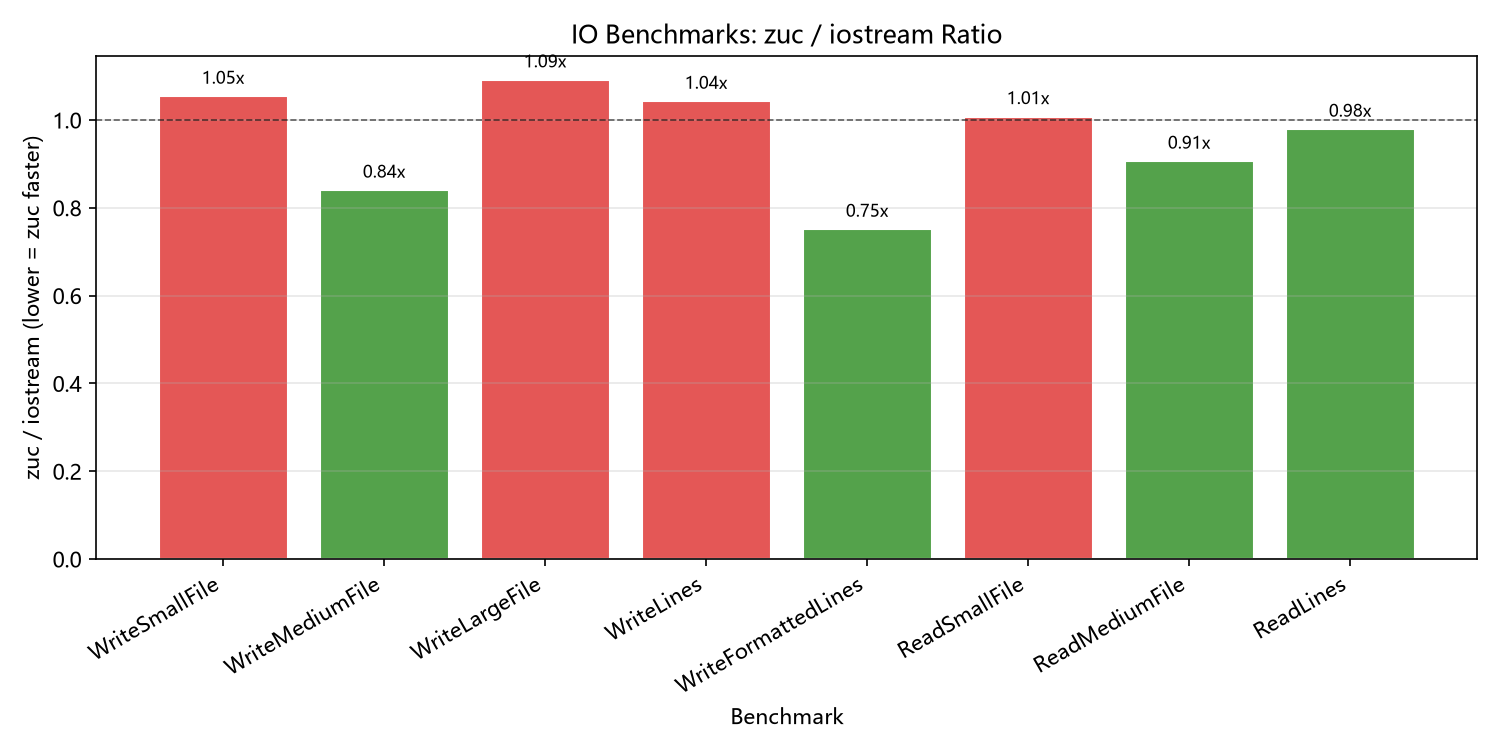 IO Benchmarks: zuc / iostream Ratio
zuc / iostream (lower = zuc faster)
1.0
0.8
0.6
0.4
0.2
0.0
1.05x
0.84x
1.09x
1.04x
0.75x
1.01x
0.91x
0.98x
WriteSmallFile
WriteMediumFile
WriteLargeFile
WriteLines
WriteFormattedLines
ReadSmallFile
ReadMediumFile
ReadLines
Benchmark